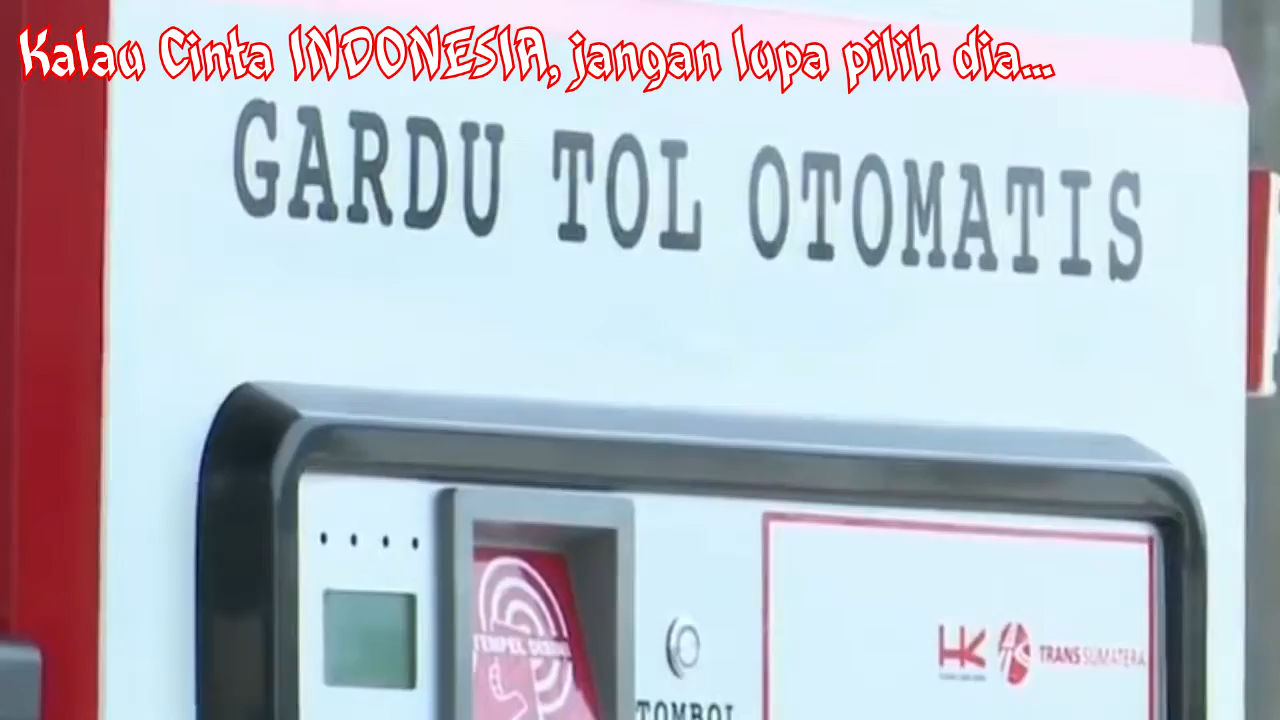 Kalau Cinta INDONESIA, jangan lupa pilih dia...
GARDU TOL OTOMATIS
TEMPEL DISINI
HK
TRANS SUMATERA
TOMBOL